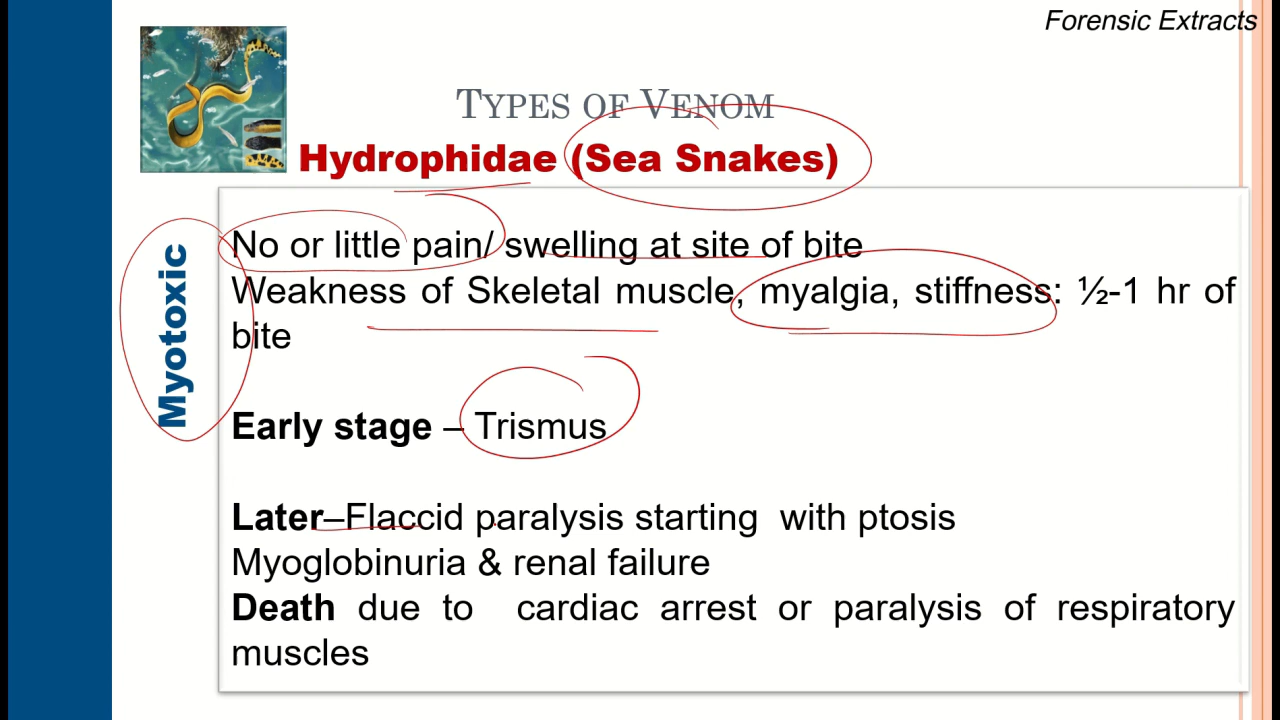 Forensic Extracts
TYPES OF VENOM
Hydrophidae (Sea Snakes)
Myotoxic
No or little pain/ swelling at site of bite
Weakness of Skeletal muscle, myalgia, stiffness: ½-1 hr of
bite
Early stage – Trismus
Later–Flaccid paralysis starting with ptosis
Myoglobinuria & renal failure
Death due to cardiac arrest or paralysis of respiratory
muscles